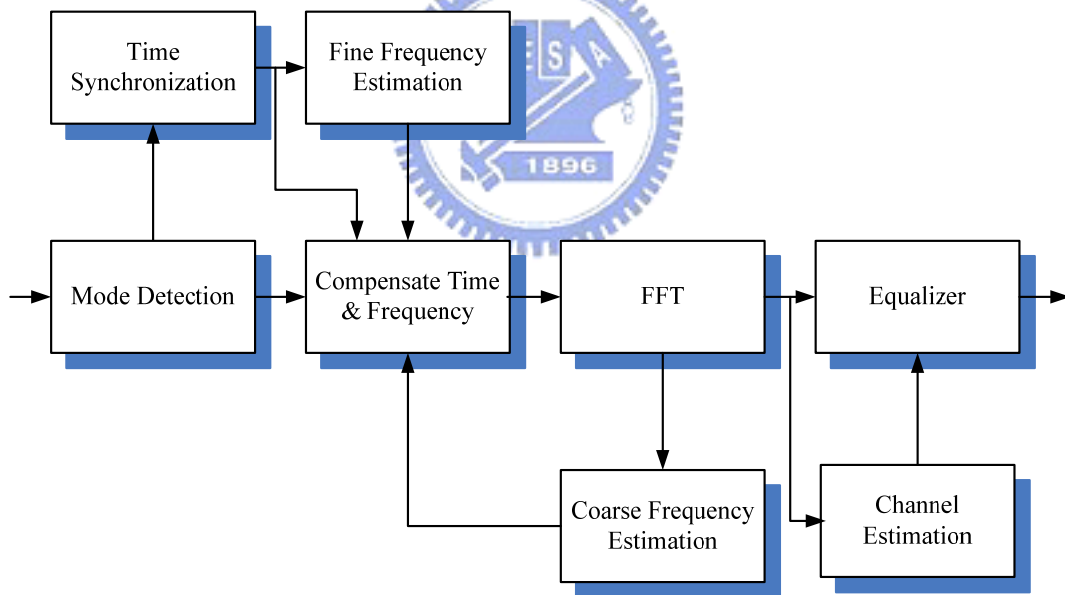 Time
Synchronization
Fine Frequency
Estimation
E S A
1896
Mode Detection
Compensate Time
& Frequency
FFT
Equalizer
Coarse Frequency
Estimation
Channel
Estimation